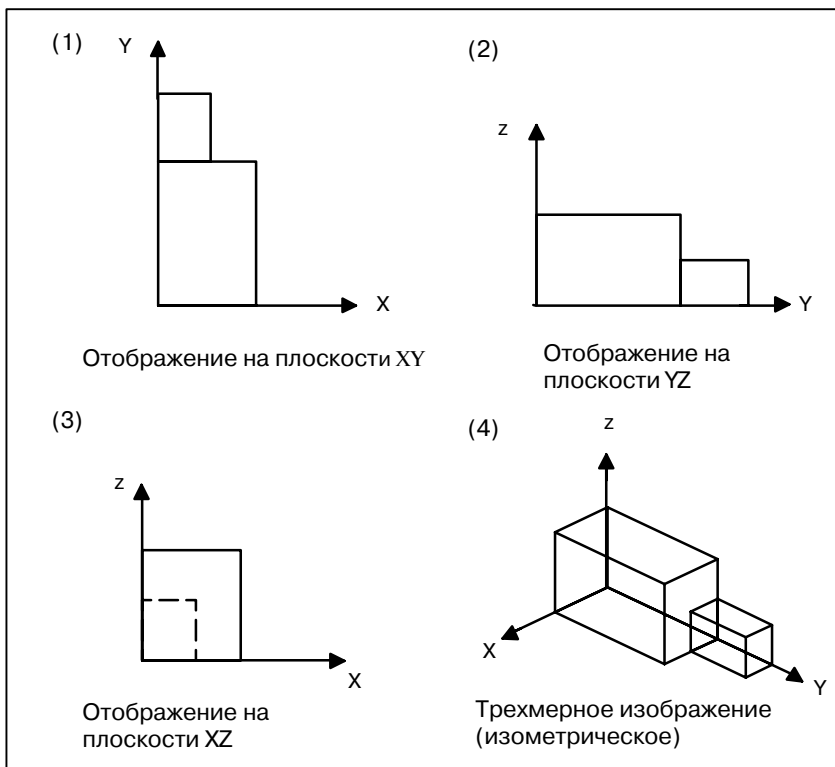 (1)
Y
X
Отображение на плоскости XY
(2)
z
Y
Отображение на
плоскости YZ
(3)
z
X
Отображение на
плоскости XZ
(4)
z
X
Y
Трехмерное изображение
(изометрическое)